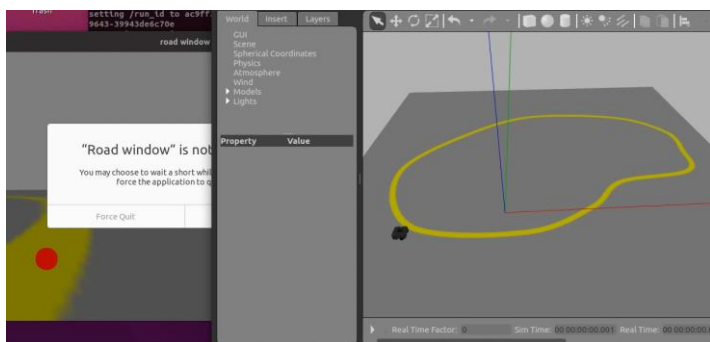 Trash
setting /run_id to ac9ff
9643-39943de6c70e
road window
"Road window" is not
You may choose to wait a short whil
force the application to q
Force Quit
World Insert Layers
GUI
Scene
Spherical Coordinates
Physics
Atmosphere
Wind
Models
Lights
Property Value
Real Time Factor: 0 Sim Time: 00 00:00:00.001 Real Time: 00 00:00:00.0